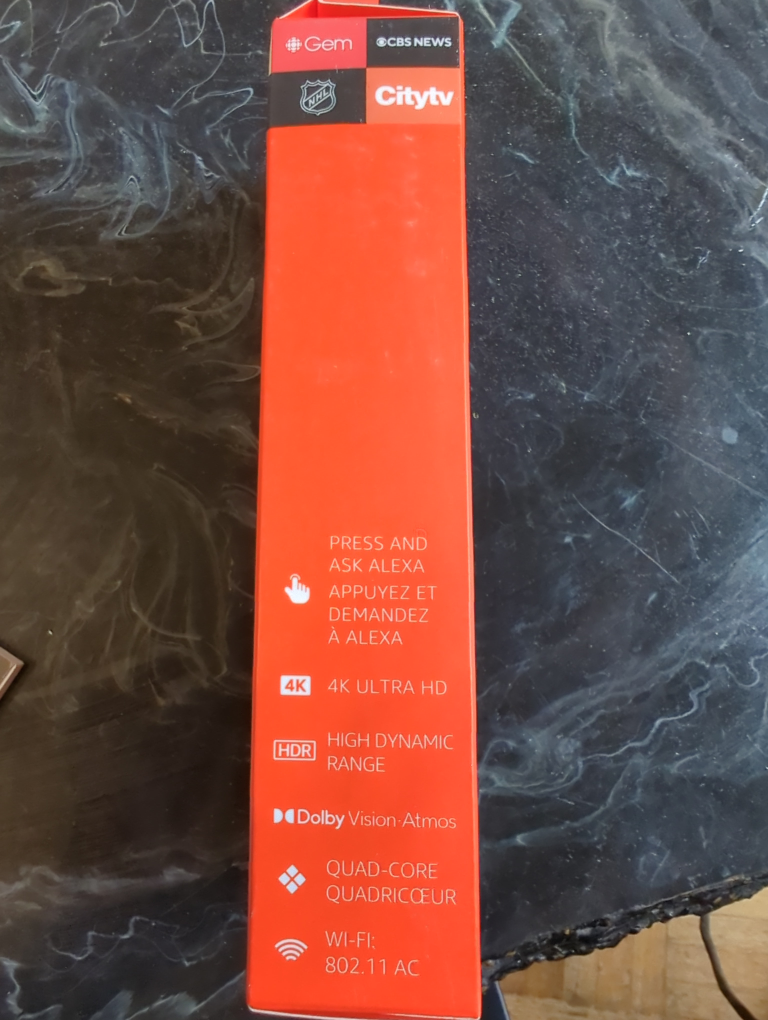 Gem
CBS NEWS
NHL
Citytv
PRESS AND
ASK ALEXA
APPUYEZ ET
DEMANDEZ
À ALEXA
4K 4K ULTRA HD
HDR HIGH DYNAMIC
RANGE
Dolby Vision·Atmos
QUAD-CORE
QUADRICŒUR
WI-FI:
802.11 AC